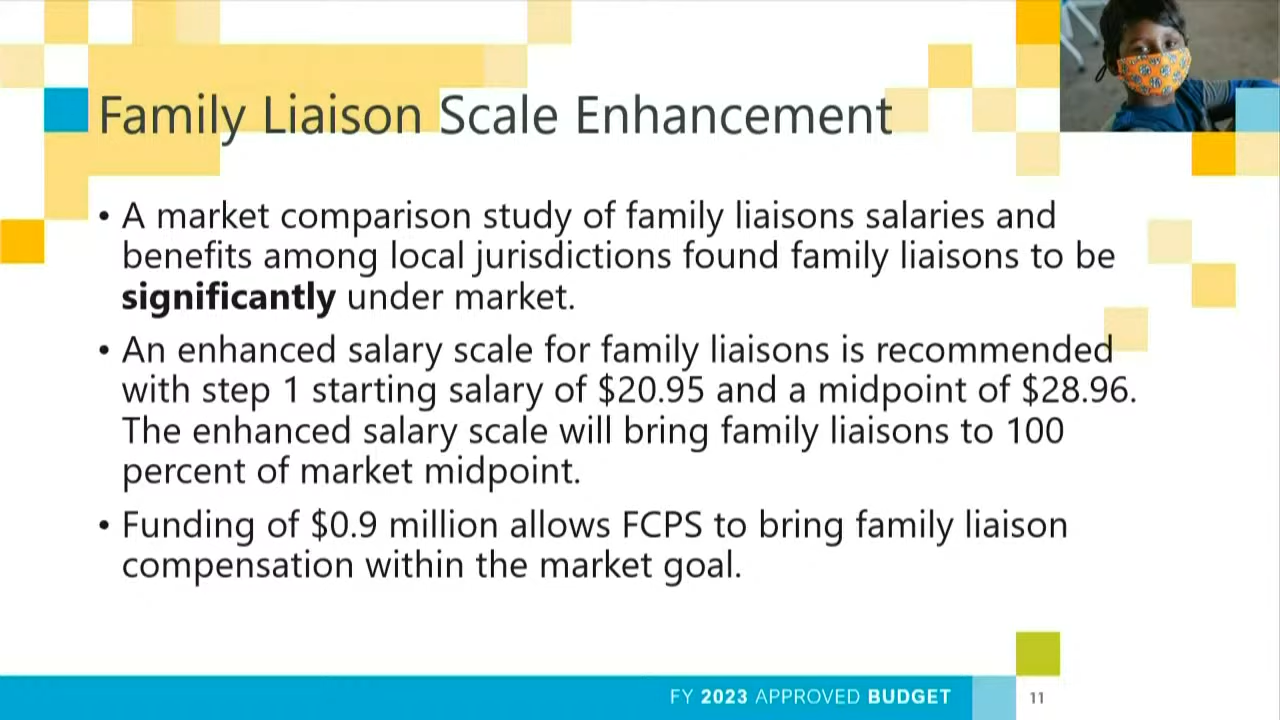 Family Liaison Scale Enhancement
• A market comparison study of family liaisons salaries and
benefits among local jurisdictions found family liaisons to be
significantly under market.
• An enhanced salary scale for family liaisons is recommended
with step 1 starting salary of $20.95 and a midpoint of $28.96.
The enhanced salary scale will bring family liaisons to 100
percent of market midpoint.
• Funding of $0.9 million allows FCPS to bring family liaison
compensation within the market goal.
FY 2023 APPROVED BUDGET 11